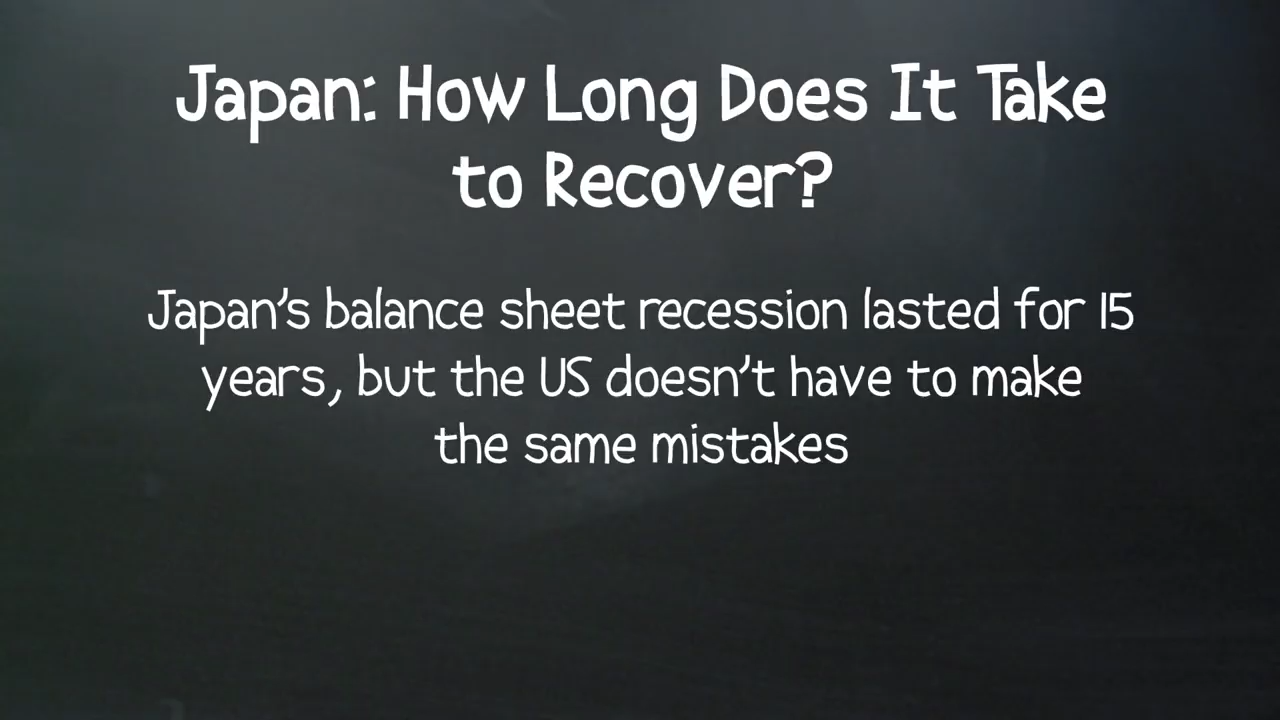 Japan: How Long Does It Take
to Recover?
Japan's balance sheet recession lasted for 15
years, but the US doesn't have to make
the same mistakes